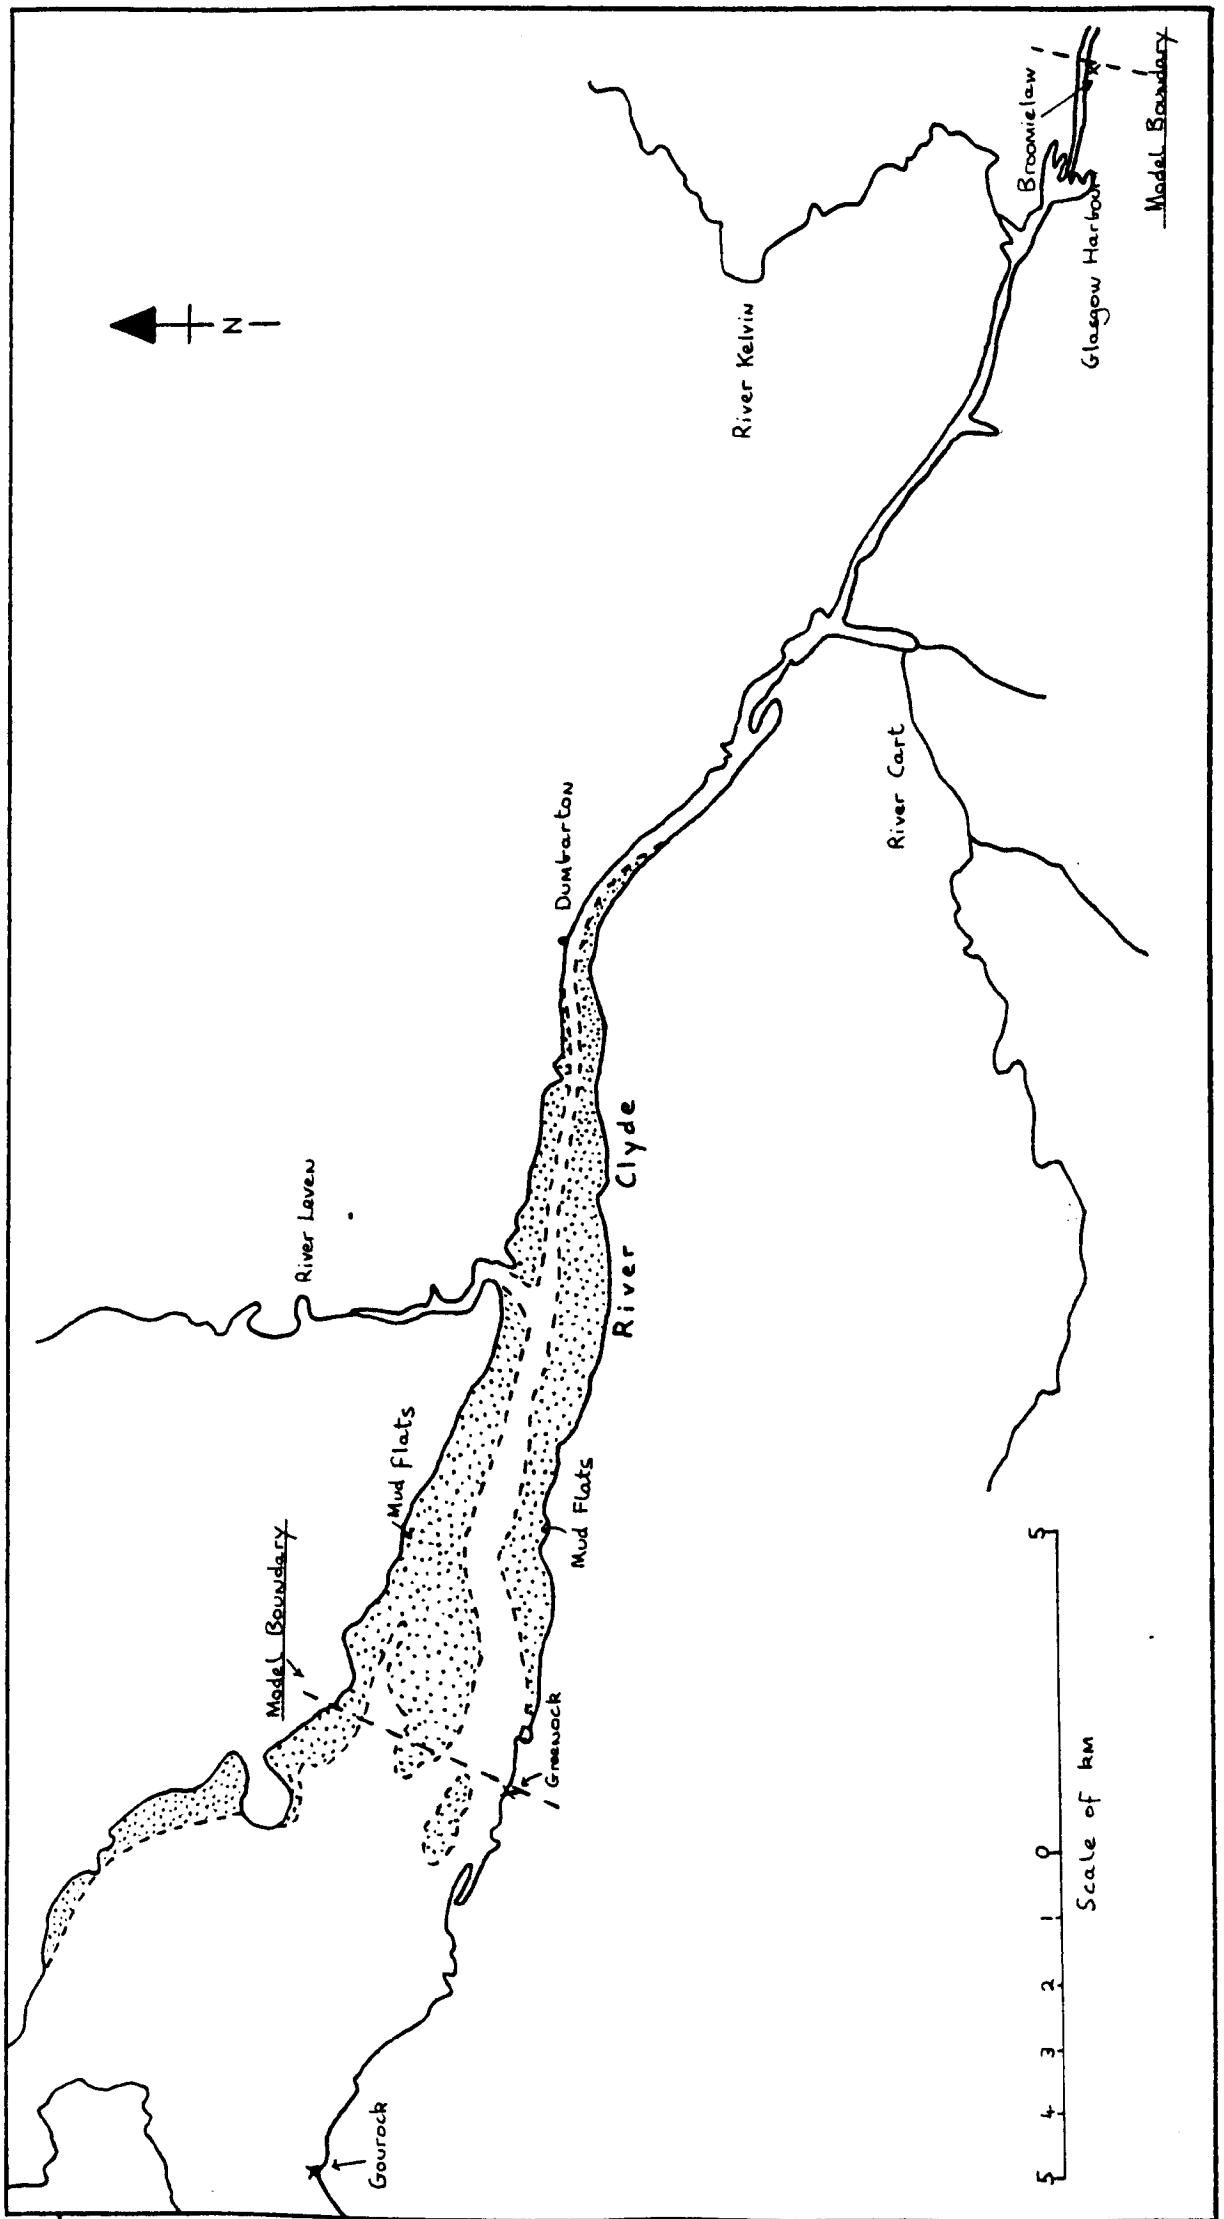 N
River Leven
Model Boundary
Mud Flats
Mud Flats
Greenock
Gourock
River Clyde
Dumbarton
River Cart
River Kelvin
Broomielaw
Glasgow Harbour
Model Boundary
5 4 3 2 1 0 5
Scale of km